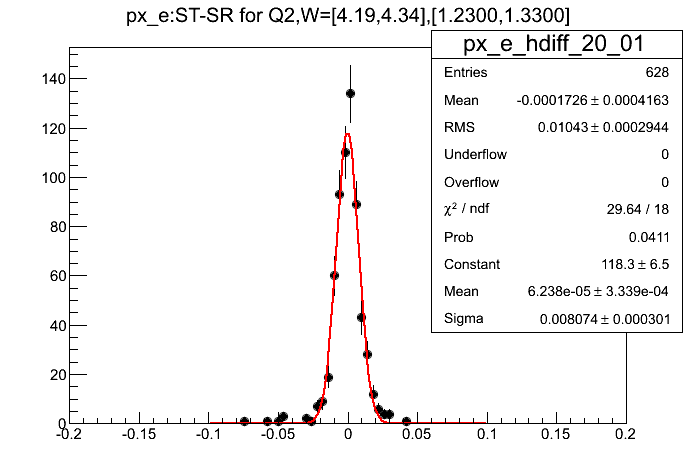 px_e:ST-SR for Q2,W=[4.19,4.34],[1.2300,1.3300]
px_e_hdiff_20_01
Entries 628
Mean -0.0001726 ± 0.0004163
RMS 0.01043 ± 0.0002944
Underflow 0
Overflow 0
χ² / ndf 29.64 / 18
Prob 0.0411
Constant 118.3 ± 6.5
Mean 6.238e-05 ± 3.339e-04
Sigma 0.008074 ± 0.000301
140
120
100
80
60
40
20
0
-0.2 -0.15 -0.1 -0.05 0 0.05 0.1 0.15 0.2